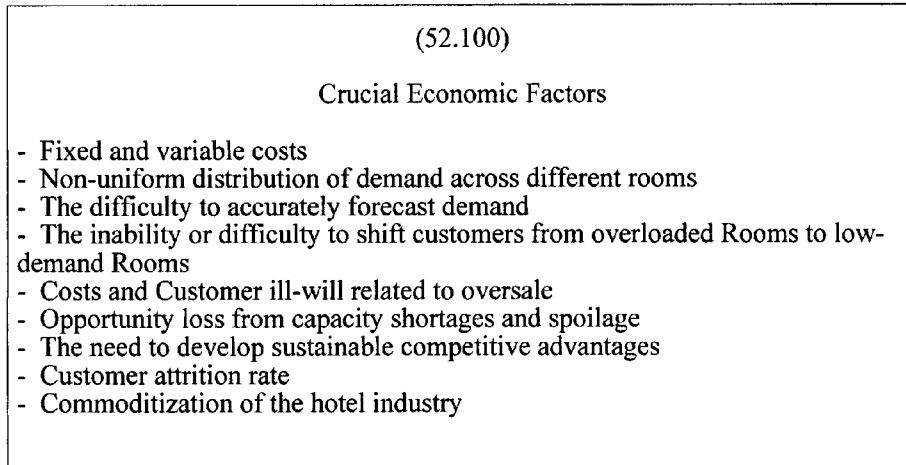 (52.100)
Crucial Economic Factors
- Fixed and variable costs
- Non-uniform distribution of demand across different rooms
- The difficulty to accurately forecast demand
- The inability or difficulty to shift customers from overloaded Rooms to low-
demand Rooms
- Costs and Customer ill-will related to oversale
- Opportunity loss from capacity shortages and spoilage
- The need to develop sustainable competitive advantages
- Customer attrition rate
- Commoditization of the hotel industry